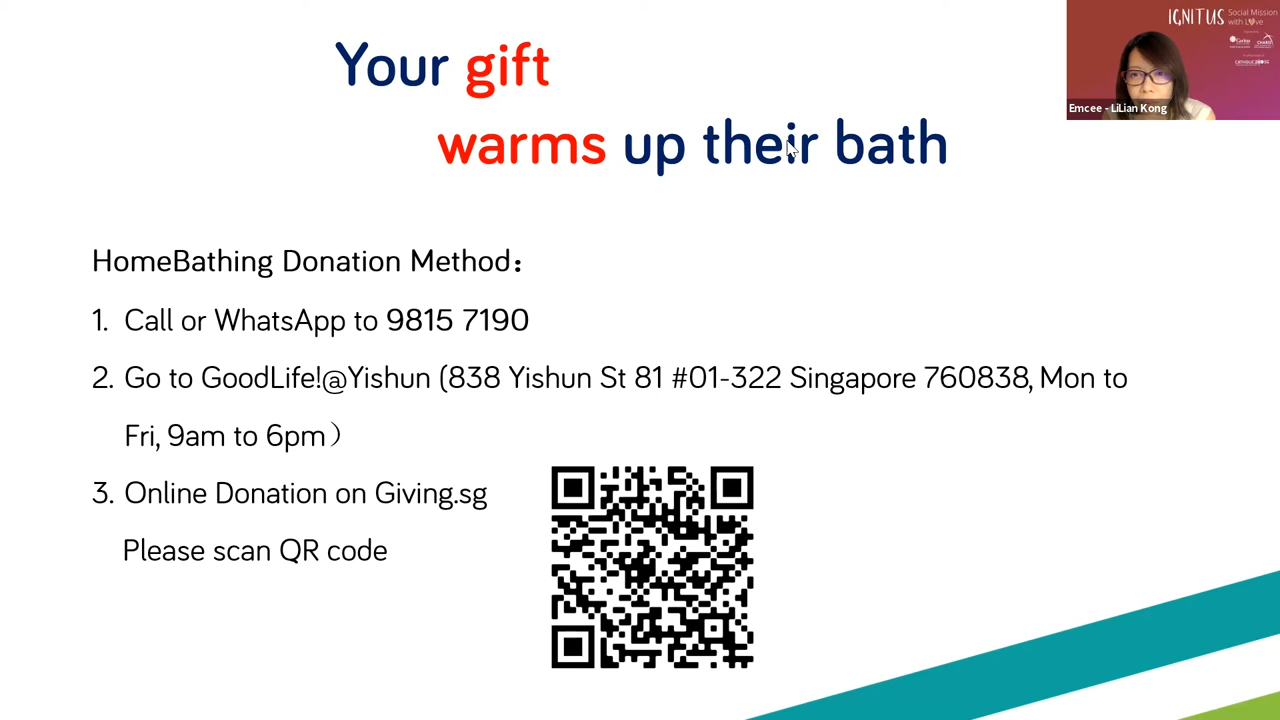 Your gift
warms up their bath
IGNITUS
Social Mission
with Love
Emcee - LiLian Kong
HomeBathing Donation Method：
1. Call or WhatsApp to 9815 7190
2. Go to GoodLife!@Yishun (838 Yishun St 81 #01-322 Singapore 760838, Mon to
Fri, 9am to 6pm）
3. Online Donation on Giving.sg
Please scan QR code